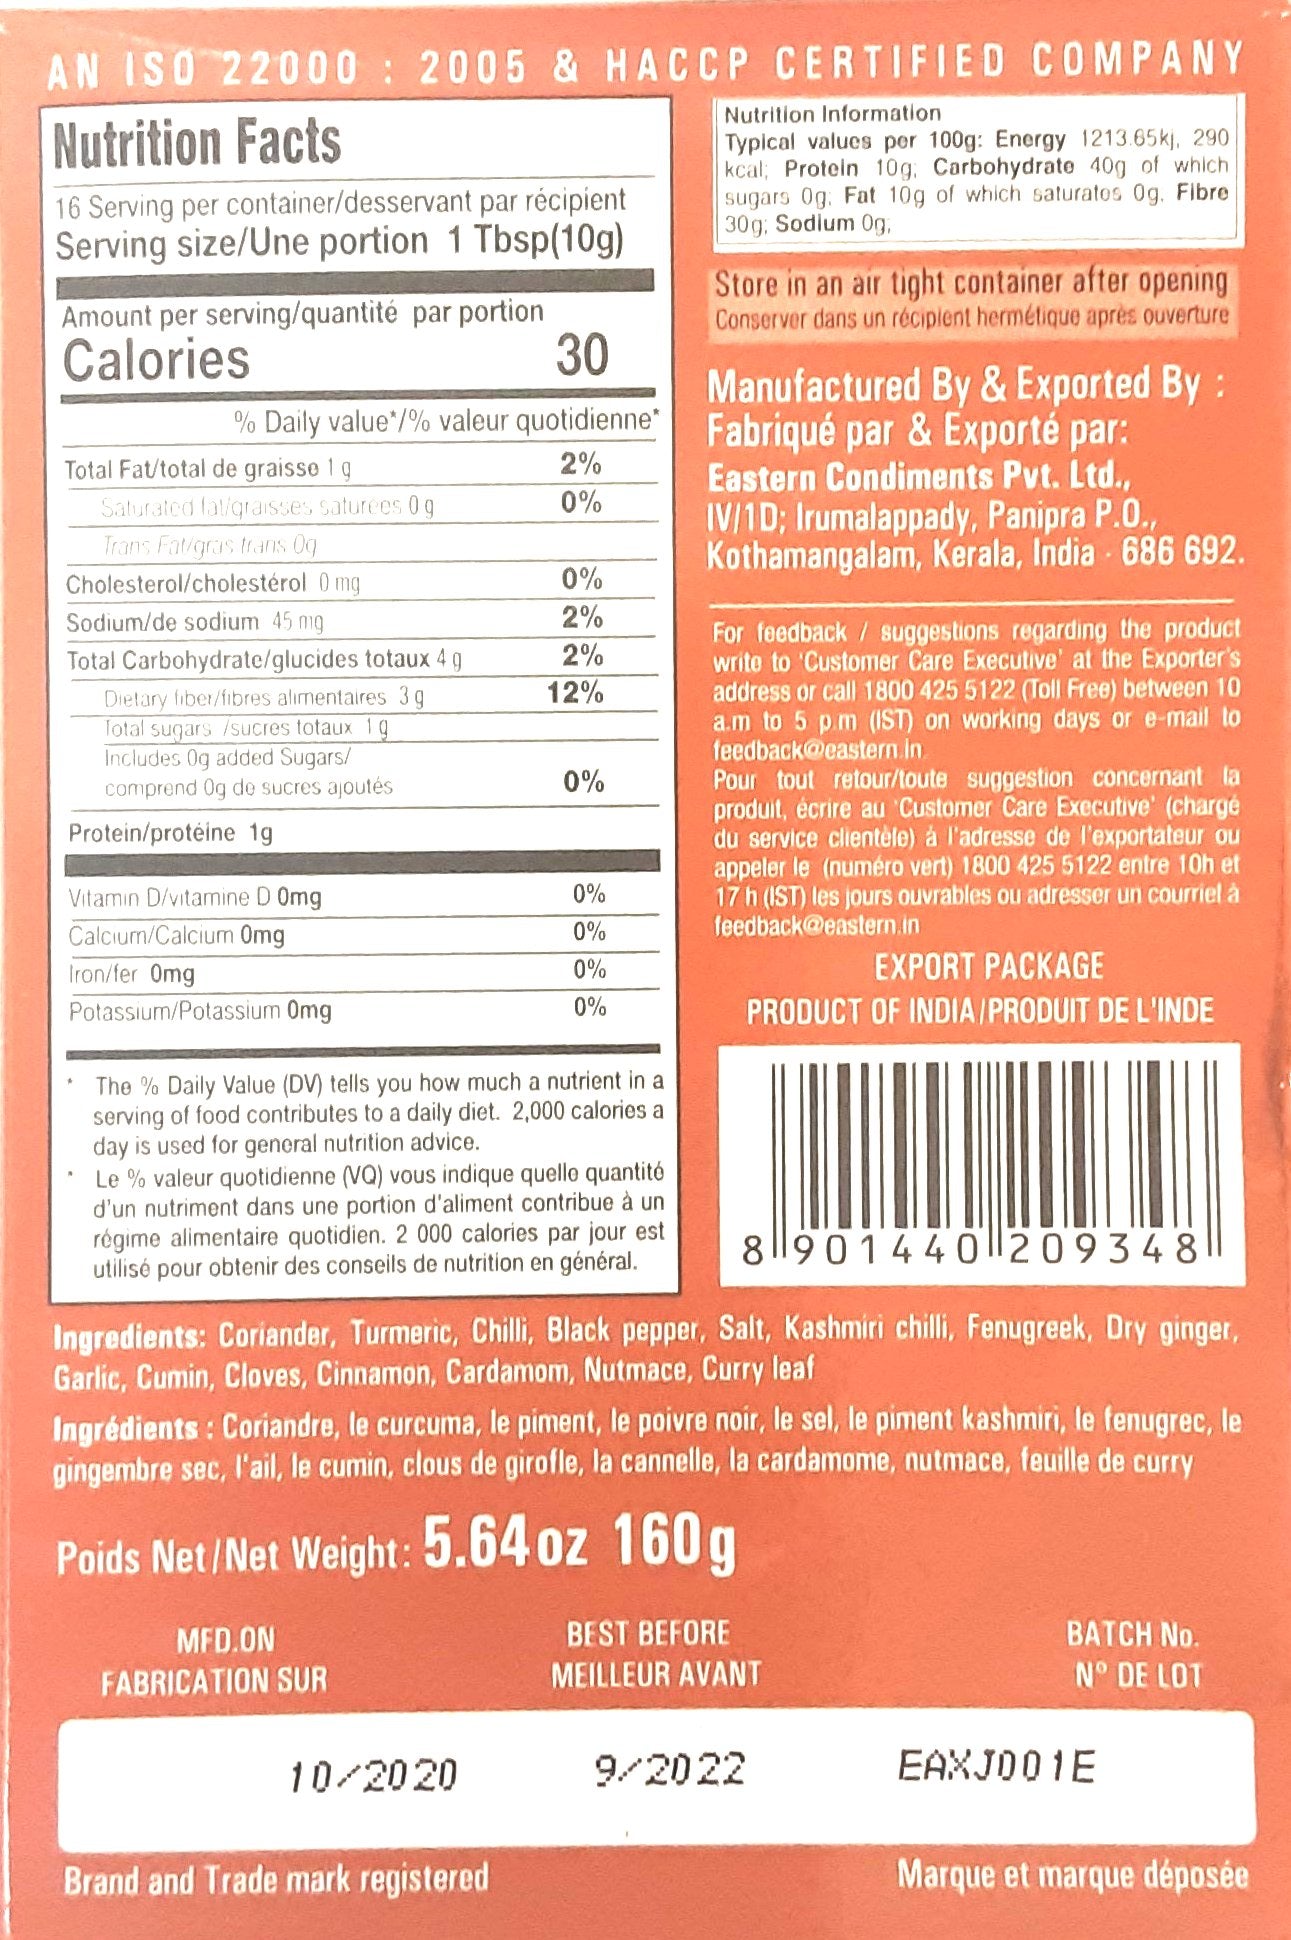 AN ISO 22000 : 2005 & HACCP CERTIFIED COMPANY
Nutrition Facts
16 Serving per container/desservant par récipient
Serving size/Une portion 1 Tbsp(10g)
Amount per serving/quantité par portion
Calories 30
% Daily value*/% valeur quotidienne*
Total Fat/total de graisse 1 g 2%
Saturated fat/graisses saturees 0 g 0%
Trans Fat/gras trans 0g
Cholesterol/cholestérol 0 mg 0%
Sodium/de sodium 45 mg 2%
Total Carbohydrate/glucides totaux 4 g 2%
Dietary fiber/fibres alimentaires 3 g 12%
Total sugars /sucres totaux 1 g
Includes 0g added Sugars/
comprend 0g de sucres ajoutés 0%
Protein/protéine 1g
Vitamin D/vitamine D 0mg 0%
Calcium/Calcium 0mg 0%
Iron/fer 0mg 0%
Potassium/Potassium 0mg 0%
* The % Daily Value (DV) tells you how much a nutrient in a
serving of food contributes to a daily diet. 2,000 calories a
day is used for general nutrition advice.
* Le % valeur quotidienne (VQ) vous indique quelle quantité
d'un nutriment dans une portion d'aliment contribue à un
régime alimentaire quotidien. 2 000 calories par jour est
utilisé pour obtenir des conseils de nutrition en général.
Nutrition Information
Typical values per 100g: Energy 1213.65kj, 290
kcal; Protein 10g; Carbohydrate 40g of which
sugars 0g; Fat 10g of which saturates 0g, Fibre
30g; Sodium 0g;
Store in an air tight container after opening
Conserver dans un récipient hermétique après ouverture
Manufactured By & Exported By :
Fabriqué par & Exporté par:
Eastern Condiments Pvt. Ltd.,
IV/1D; Irumalappady, Panipra P.O.,
Kothamangalam, Kerala, India - 686 692.
For feedback / suggestions regarding the product
write to 'Customer Care Executive' at the Exporter's
address or call 1800 425 5122 (Toll Free) between 10
a.m to 5 p.m (IST) on working days or e-mail to
feedback@eastern.in
Pour tout retour/toute suggestion concernant la
produit, écrire au 'Customer Care Executive' (chargé
du service clientèle) á l'adresse de l'exportateur ou
appeler le (numéro vert) 1800 425 5122 entre 10h et
17 h (IST) les jours ouvrables ou adresser un courriel à
feedback@eastern.in
EXPORT PACKAGE
PRODUCT OF INDIA/PRODUIT DE L'INDE
8 901440 209348
Ingredients: Coriander, Turmeric, Chilli, Black pepper, Salt, Kashmiri chilli, Fenugreek, Dry ginger,
Garlic, Cumin, Cloves, Cinnamon, Cardamom, Nutmace, Curry leaf
Ingrédients : Coriandre, le curcuma, le piment, le poivre noir, le sel, le piment kashmiri, le fenugrec, le
gingembre sec, l'ail, le cumin, clous de girofle, la cannelle, la cardamome, nutmace, feuille de curry
Poids Net/Net Weight: 5.64 oz 160g
MFD.ON BEST BEFORE BATCH No.
FABRICATION SUR MEILLEUR AVANT N° DE LOT
10/2020 9/2022 EAXJ001E
Brand and Trade mark registered Marque et marque déposée